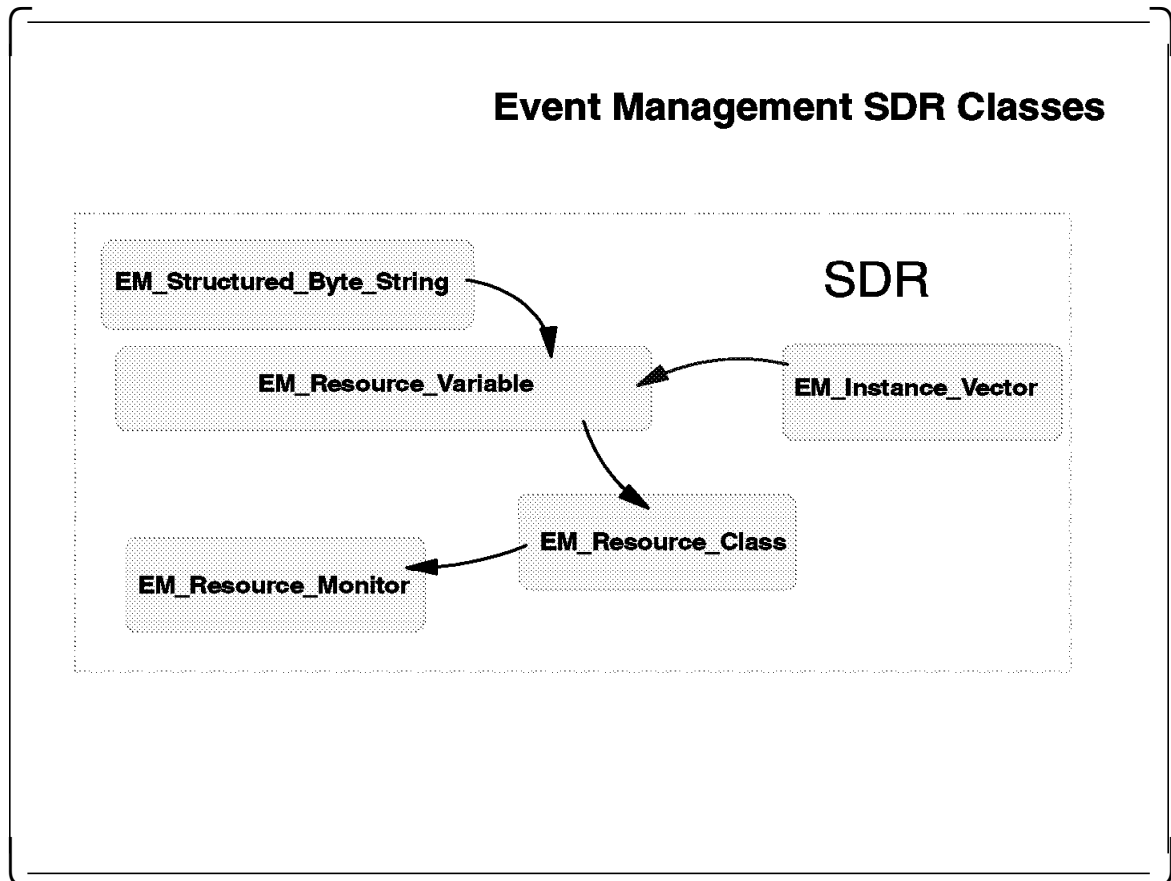 Event Management SDR Classes
EM_Structured_Byte_String
SDR
EM_Resource_Variable
EM_Instance_Vector
EM_Resource_Class
EM_Resource_Monitor